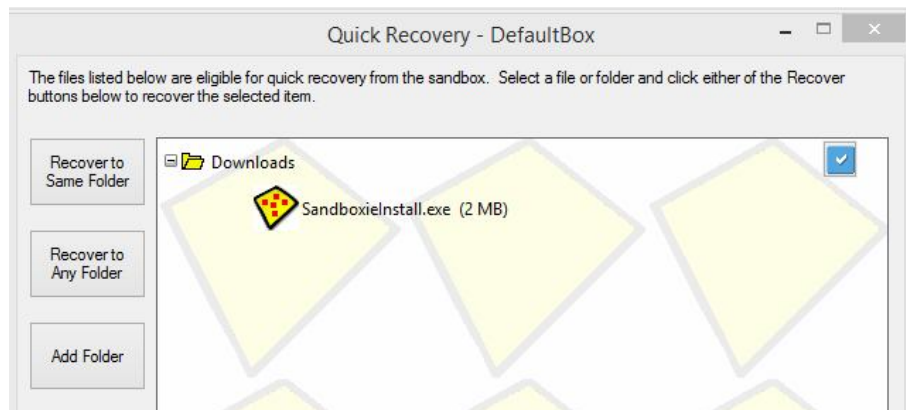 Quick Recovery - DefaultBox
The files listed below are eligible for quick recovery from the sandbox. Select a file or folder and click either of the Recover
buttons below to recover the selected item.
Recover to
Same Folder
Downloads
SandboxieInstall.exe (2 MB)
Recover to
Any Folder
Add Folder